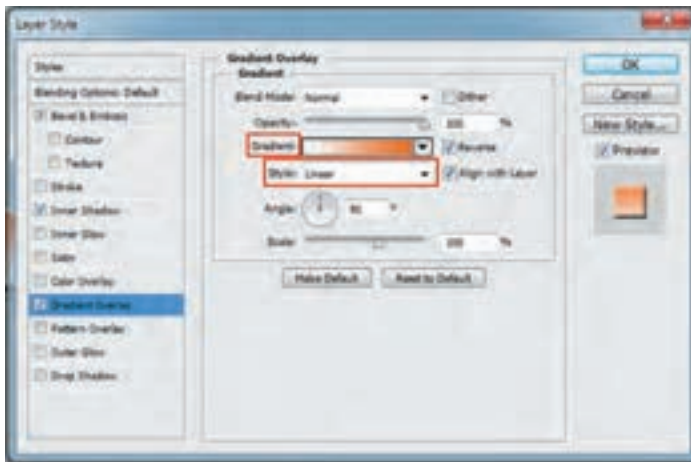 Layer Style
Styles
Blending Options: Default
Bevel & Emboss
Contour
Texture
Stroke
Inner Shadow
Inner Glow
Satin
Color Overlay
Gradient Overlay
Pattern Overlay
Outer Glow
Drop Shadow
Gradient Overlay
Gradient
Blend Mode: Normal Dither
Opacity: 100 %
Gradient: Reverse
Style: Linear Align with Layer
Angle: 90 °
Scale: 100 %
Make Default Reset to Default
OK
Cancel
New Style...
Preview